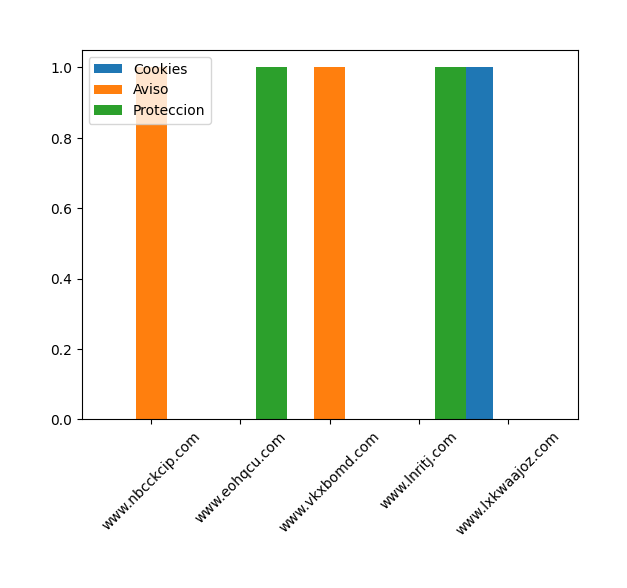 1.0
0.8
0.6
0.4
0.2
0.0
Cookies
Aviso
Proteccion
www.nbcckcip.com
www.eohqcu.com
www.vkxbomd.com
www.lnritj.com
www.lxkwaajoz.com